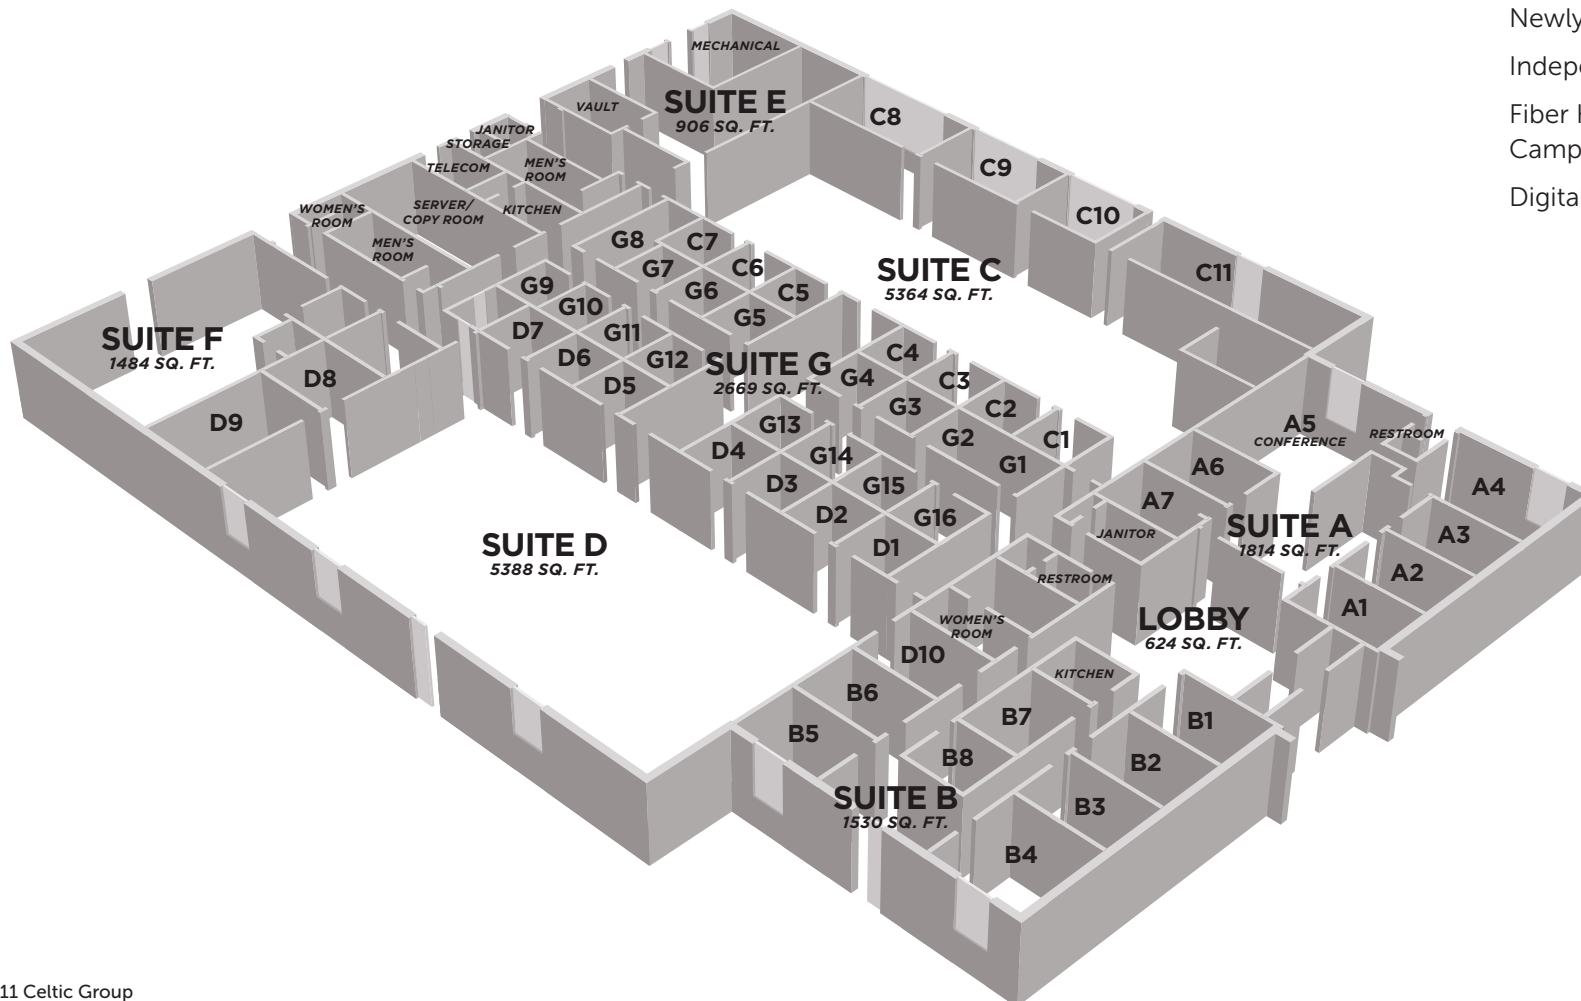 Newly
Indep
Fiber
Camp
Digita
MECHANICAL
VAULT
SUITE E
906 SQ. FT.
C8
JANITOR
STORAGE
TELECOM
MEN'S
ROOM
C9
WOMEN'S
ROOM
SERVER/
COPY ROOM
KITCHEN
C10
MEN'S
ROOM
G8
C7
G7
C6
SUITE C
5364 SQ. FT.
C11
G9
G6
C5
G10
G5
SUITE F
1484 SQ. FT.
D7
G11
D6
G12
SUITE G
2669 SQ. FT.
C4
D8
D5
G4
C3
D9
G3
C2
G13
A5
CONFERENCE
RESTROOM
D4
G14
G2
C1
D3
G15
G1
A6
A4
D2
G16
A7
SUITE D
5388 SQ. FT.
D1
JANITOR
SUITE A
1814 SQ. FT.
A3
RESTROOM
A2
A1
WOMEN'S
ROOM
LOBBY
624 SQ. FT.
D10
KITCHEN
B6
B7
B1
B5
B8
B2
SUITE B
1530 SQ. FT.
B3
B4
11 Celtic Group